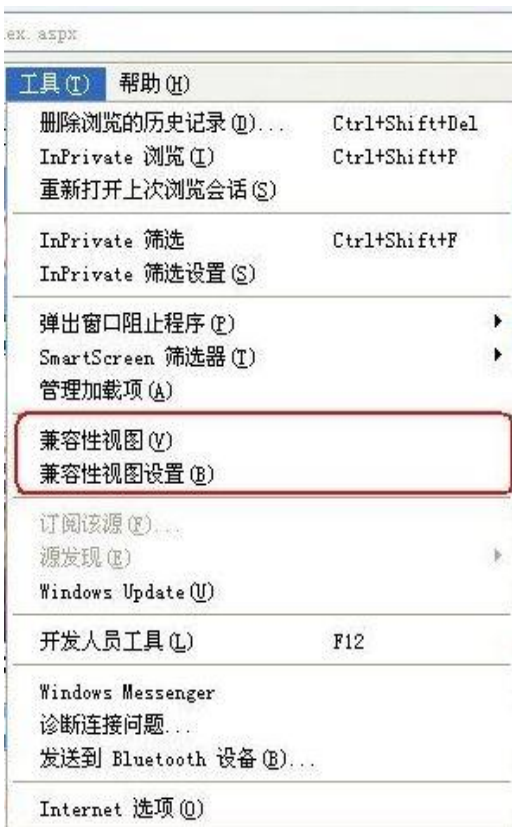 ex.aspx
工具(T) 帮助(H)
删除浏览的历史记录(D)... Ctrl+Shift+Del
InPrivate 浏览(I) Ctrl+Shift+P
重新打开上次浏览会话(S)
InPrivate 筛选 Ctrl+Shift+F
InPrivate 筛选设置(S)
弹出窗口阻止程序(P)
SmartScreen 筛选器(T)
管理加载项(A)
兼容性视图(V)
兼容性视图设置(B)
订阅该源(F)...
源发现(E)
Windows Update(U)
开发人员工具(L) F12
Windows Messenger
诊断连接问题...
发送到 Bluetooth 设备(B)...
Internet 选项(O)